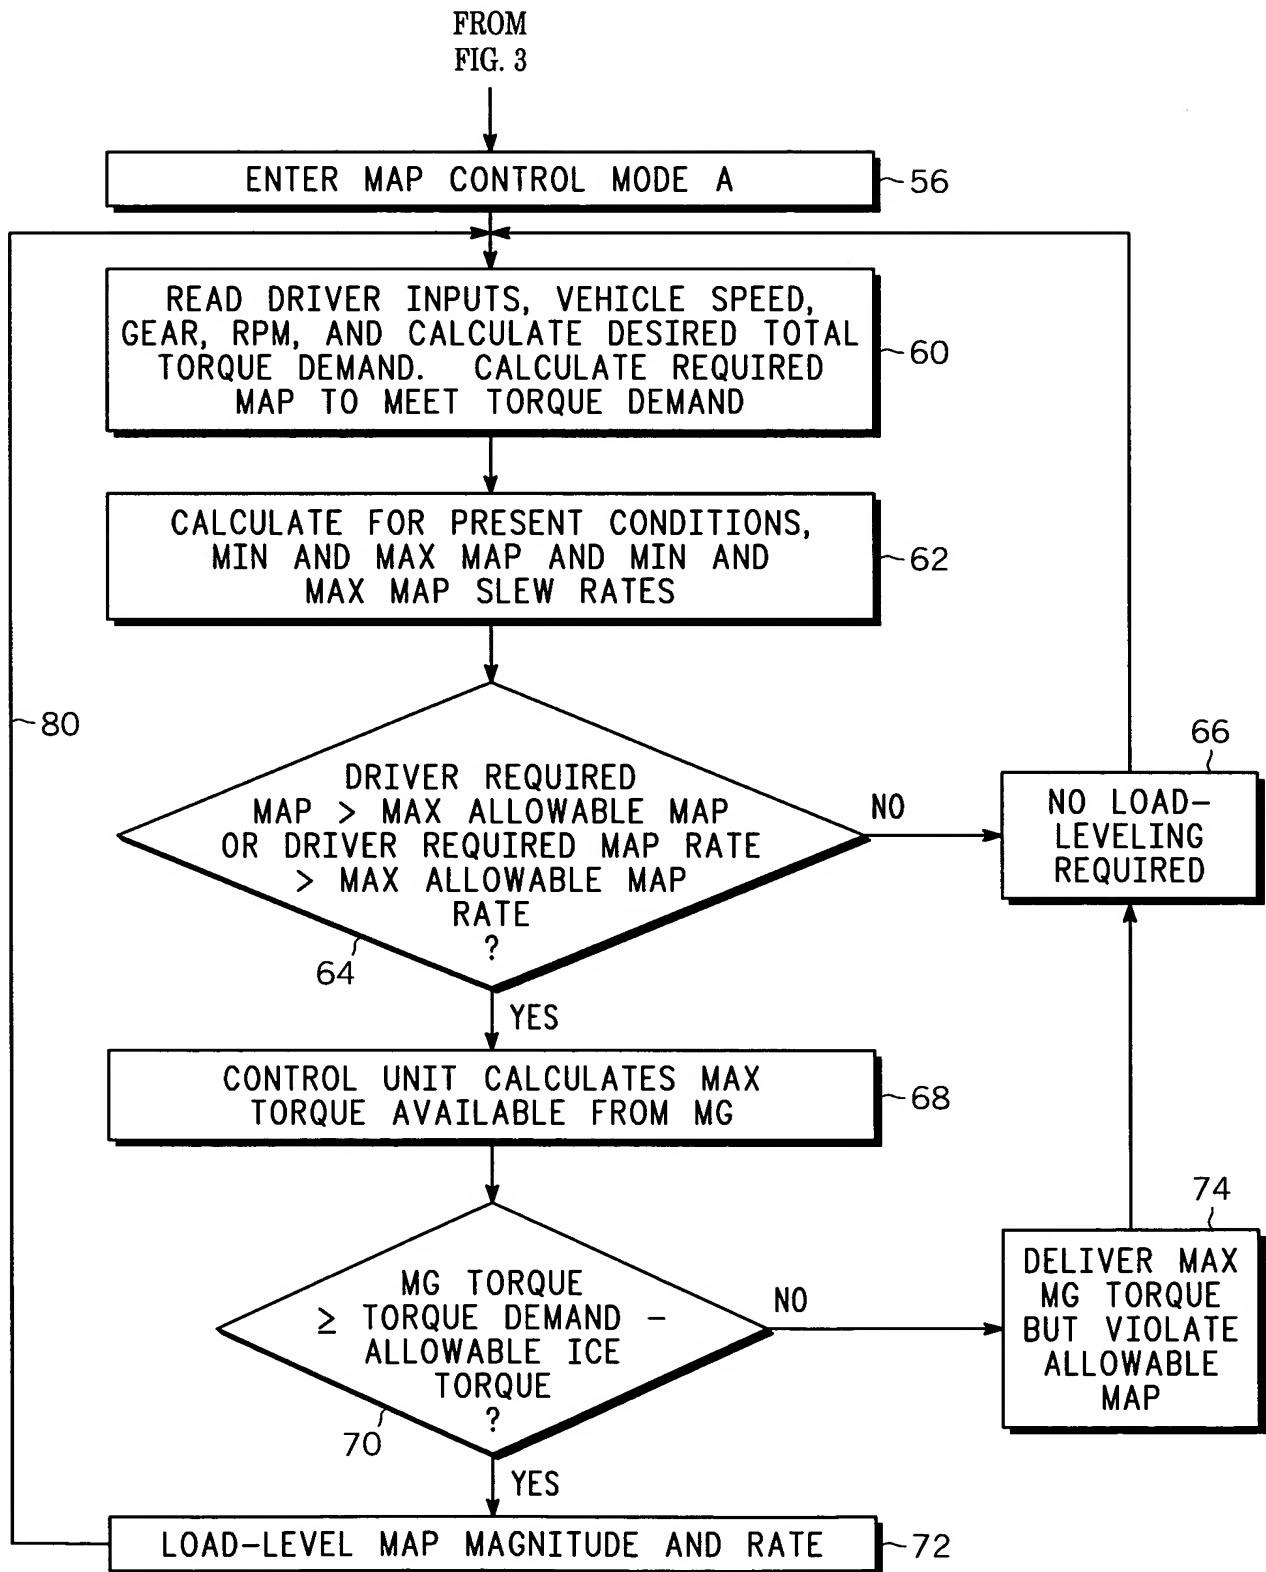 FROM
FIG. 3
ENTER MAP CONTROL MODE A
56
READ DRIVER INPUTS, VEHICLE SPEED,
GEAR, RPM, AND CALCULATE DESIRED TOTAL
TORQUE DEMAND. CALCULATE REQUIRED
MAP TO MEET TORQUE DEMAND
60
CALCULATE FOR PRESENT CONDITIONS,
MIN AND MAX MAP AND MIN AND
MAX MAP SLEW RATES
62
80
DRIVER REQUIRED
MAP > MAX ALLOWABLE MAP
OR DRIVER REQUIRED MAP RATE
> MAX ALLOWABLE MAP
RATE
?
64
NO
66
NO LOAD-
LEVELING
REQUIRED
YES
CONTROL UNIT CALCULATES MAX
TORQUE AVAILABLE FROM MG
68
MG TORQUE
≥ TORQUE DEMAND -
ALLOWABLE ICE
TORQUE
?
70
NO
74
DELIVER MAX
MG TORQUE
BUT VIOLATE
ALLOWABLE
MAP
YES
LOAD-LEVEL MAP MAGNITUDE AND RATE
72